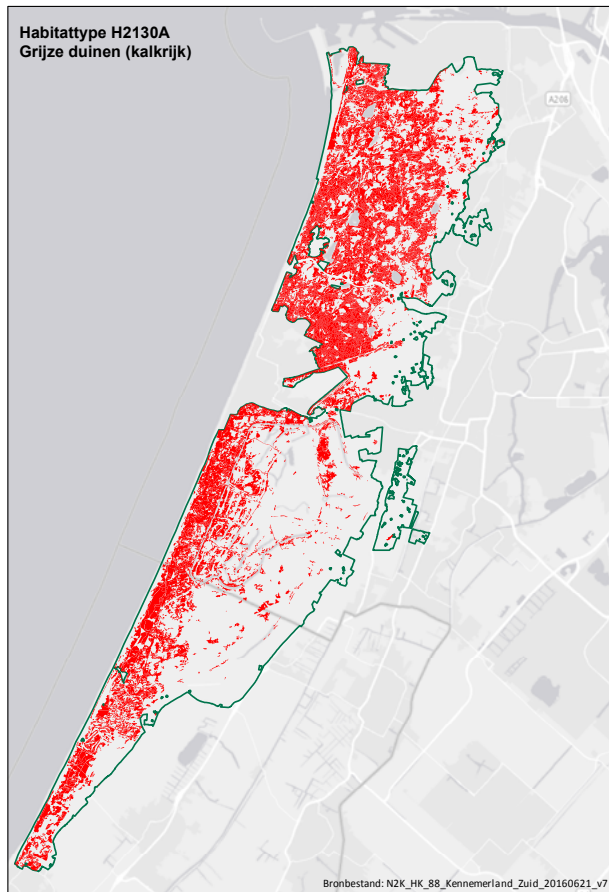 Habitattype H2130A
Grijze duinen (kalkrijk)
A208
Bronbestand: N2K_HK_88_Kennemerland_Zuid_20160621_v7